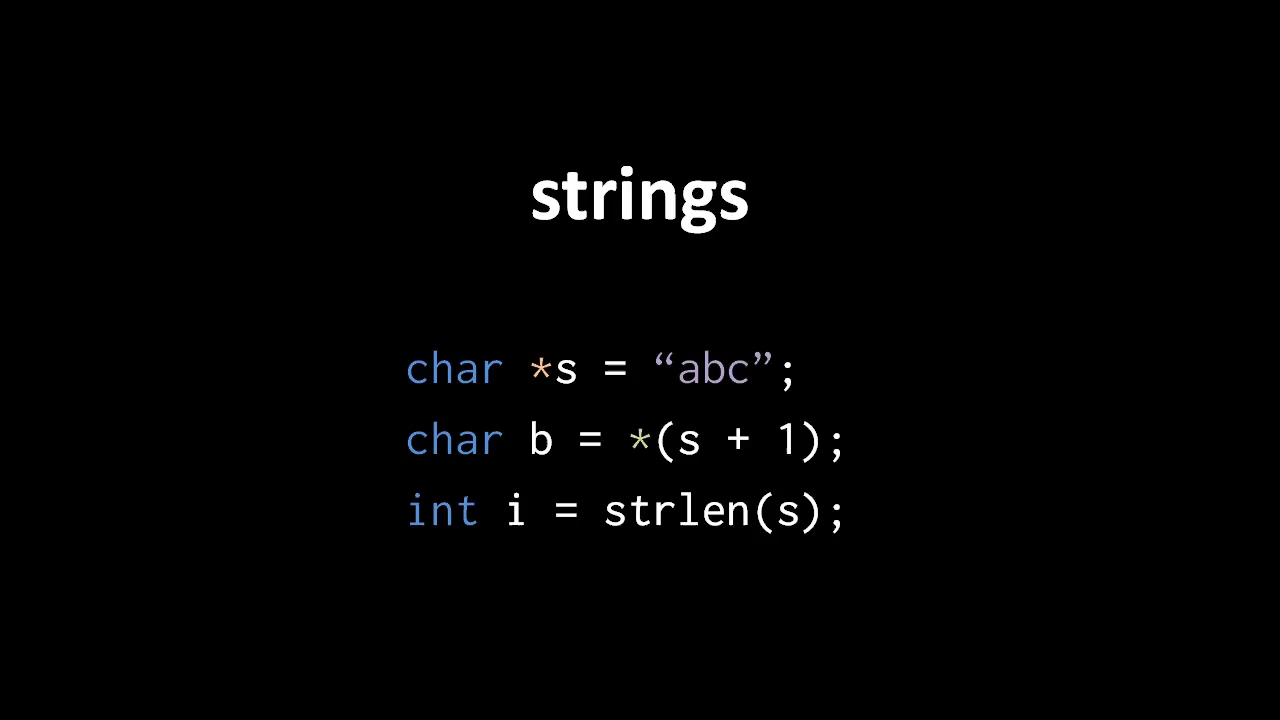 strings
char *s = “abc”;
char b = *(s + 1);
int i = strlen(s);